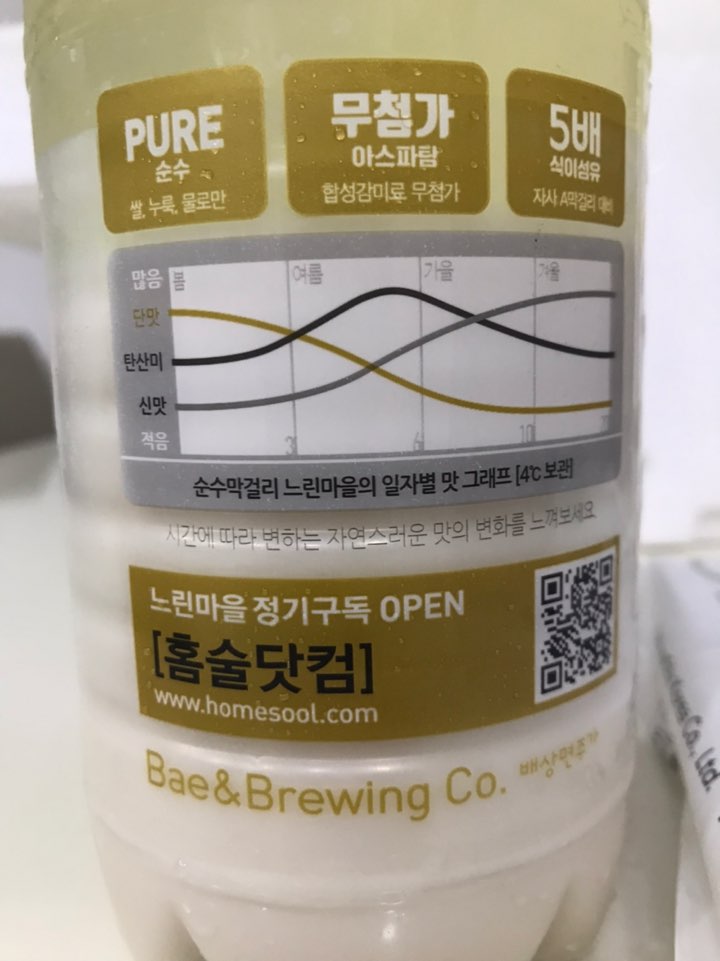 PURE
순수
쌀, 누룩, 물로만
무첨가
아스파탐
합성감미료 무첨가
5배
식이섬유
자사 A막걸리 대비
많음 봄 여름 가을 겨울
단맛
탄산미
신맛
적음 3 6 10 20
순수막걸리 느린마을의 일자별 맛 그래프 [4℃ 보관]
시간에 따라 변하는 자연스러운 맛의 변화를 느껴보세요
느린마을 정기구독 OPEN
[홈술닷컴]
www.homesool.com
Bae&Brewing Co. 배상면주가
Co., Ltd.